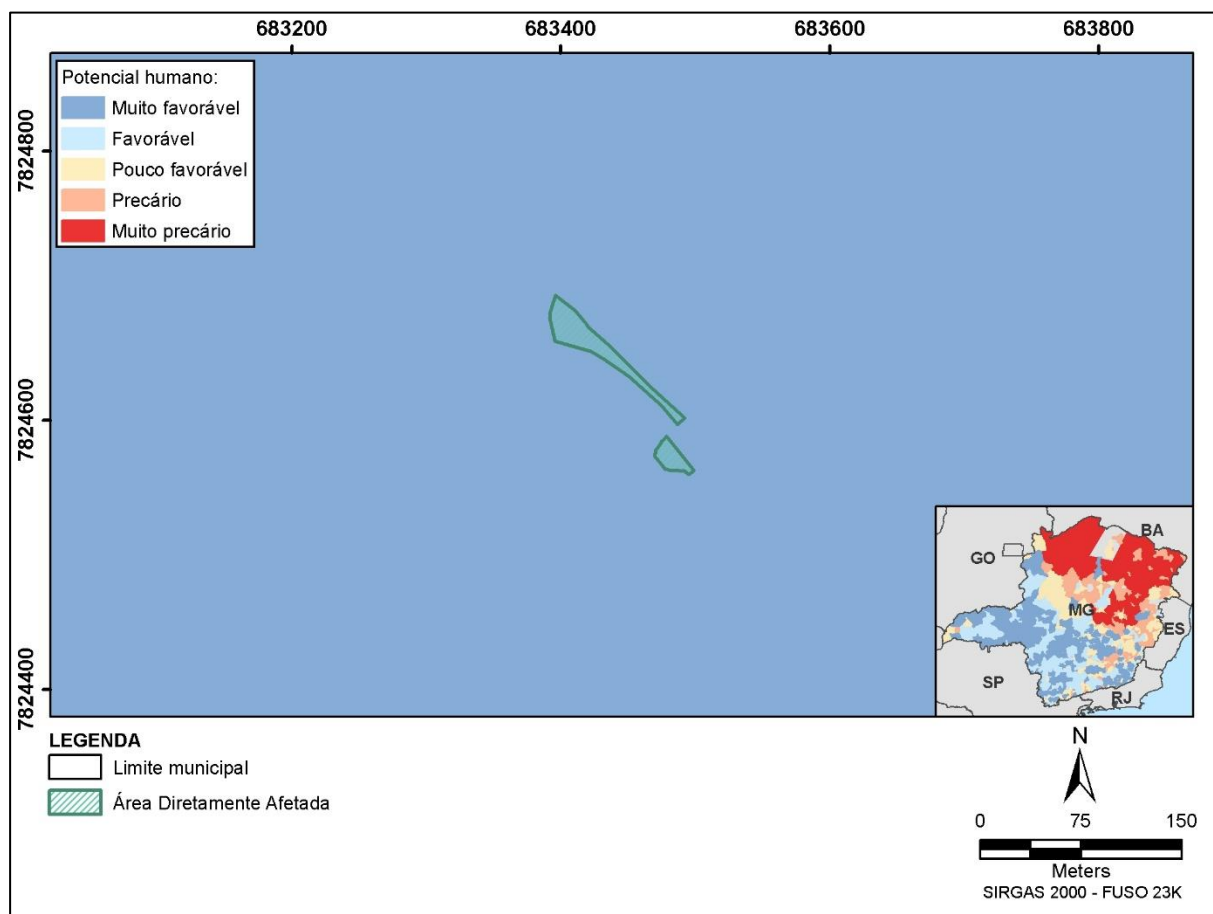 683200 683400 683600 683800
7824800
7824600
7824400
Potencial humano:
Muito favorável
Favorável
Pouco favorável
Precário
Muito precário
BA
GO
MG
ES
SP
RJ
LEGENDA
Limite municipal
Área Diretamente Afetada
N
0 75 150
Meters
SIRGAS 2000 - FUSO 23K